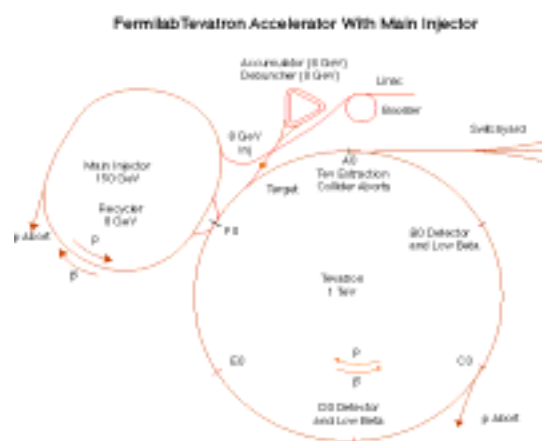 Fermilab Tevatron Accelerator With Main Injector
Accumulator (8 GeV)
Debuncher (8 GeV)
Linac
Booster
Switchyard
8 GeV
Inj
A0
Tev Extraction
Collider Aborts
Target
Main Injector
150 GeV
Recycler
8 GeV
p Abort
P
P̄
F0
B0 Detector
and Low Beta
Tevatron
1 TeV
E0
C0
P
P̄
D0 Detector
and Low Beta
p Abort